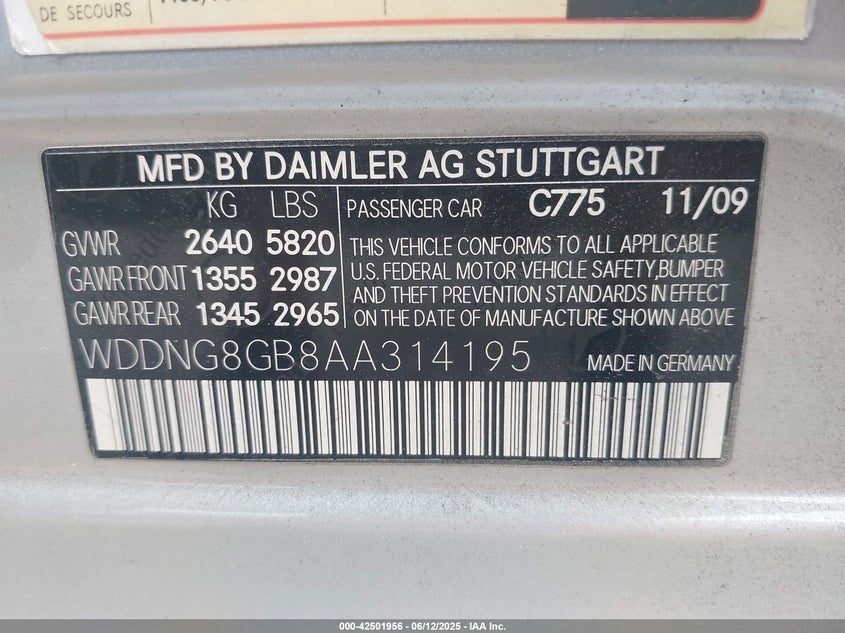 DE SECOURS
MFD BY DAIMLER AG STUTTGART
KG LBS
GVWR 2640 5820
GAWR FRONT 1355 2987
GAWR REAR 1345 2965
PASSENGER CAR C775 11/09
THIS VEHICLE CONFORMS TO ALL APPLICABLE
U.S. FEDERAL MOTOR VEHICLE SAFETY,BUMPER
AND THEFT PREVENTION STANDARDS IN EFFECT
ON THE DATE OF MANUFACTURE SHOWN ABOVE
WDDNG8GB8AA314195 MADE IN GERMANY
000-42501956 - 06/12/2025 - IAA Inc.